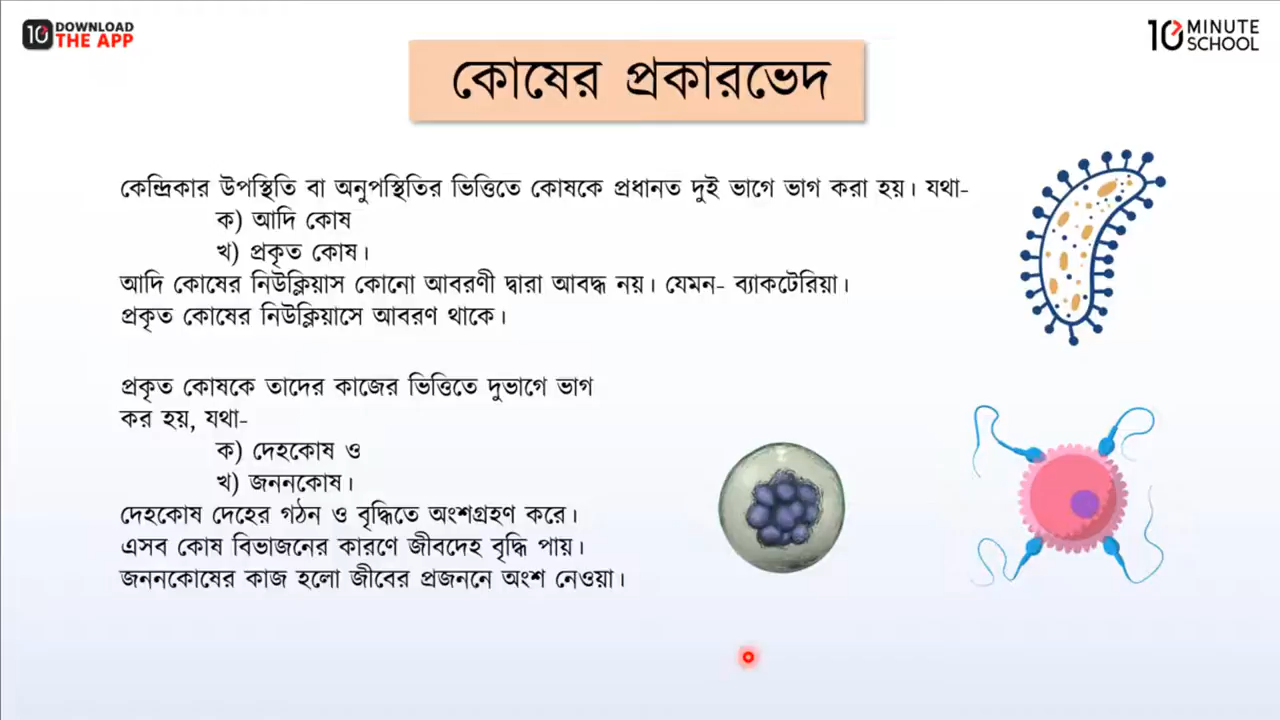 10 DOWNLOAD
THE APP
10 MINUTE
SCHOOL
কোষের প্রকারভেদ
কেন্দ্রিকার উপস্থিতি বা অনুপস্থিতির ভিত্তিতে কোষকে প্রধানত দুই ভাগে ভাগ করা হয়। যথা-
ক) আদি কোষ
খ) প্রকৃত কোষ।
আদি কোষের নিউক্লিয়াস কোনো আবরণী দ্বারা আবদ্ধ নয়। যেমন- ব্যাকটেরিয়া।
প্রকৃত কোষের নিউক্লিয়াসে আবরণ থাকে।
প্রকৃত কোষকে তাদের কাজের ভিত্তিতে দুভাগে ভাগ
কর হয়, যথা-
ক) দেহকোষ ও
খ) জননকোষ।
দেহকোষ দেহের গঠন ও বৃদ্ধিতে অংশগ্রহণ করে।
এসব কোষ বিভাজনের কারণে জীবদেহ বৃদ্ধি পায়।
জননকোষের কাজ হলো জীবের প্রজননে অংশ নেওয়া।